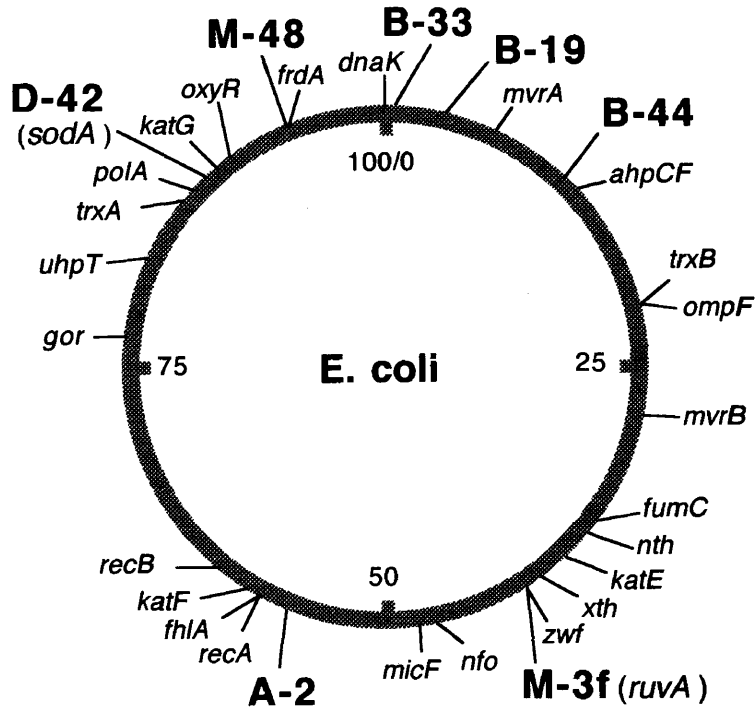 B-33
M-48
B-19
dnaK
frdA
oxyR
mvrA
D-42
(sodA)
B-44
katG
100/0
polA
ahpCF
trxA
uhpT
trxB
ompF
gor
75
E. coli
25
mvrB
fumC
nth
recB
50
katE
katF
xth
fhlA
zwf
recA
micF
nfo
A-2
M-3f (ruvA)